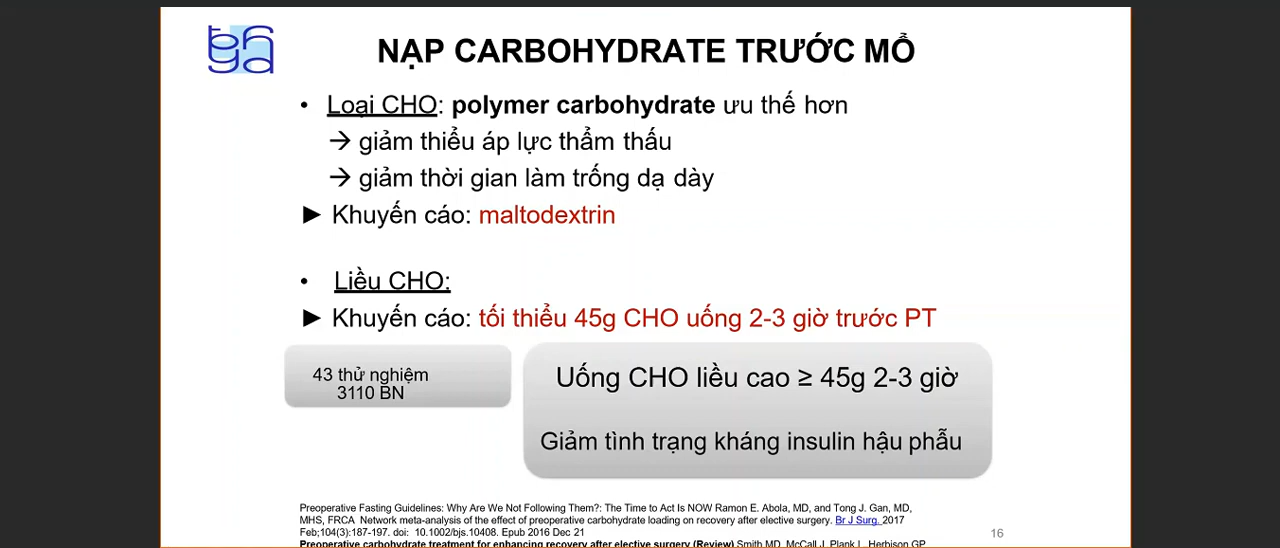 NẠP CARBOHYDRATE TRƯỚC MỔ
• Loại CHO: polymer carbohydrate ưu thế hơn
→ giảm thiểu áp lực thẩm thấu
→ giảm thời gian làm trống dạ dày
► Khuyến cáo: maltodextrin
• Liều CHO:
► Khuyến cáo: tối thiểu 45g CHO uống 2-3 giờ trước PT
43 thử nghiệm
3110 BN
Uống CHO liều cao ≥ 45g 2-3 giờ
Giảm tình trạng kháng insulin hậu phẫu
Preoperative Fasting Guidelines: Why Are We Not Following Them?: The Time to Act Is NOW Ramon E. Abola, MD, and Tong J. Gan, MD,
MHS, FRCA Network meta-analysis of the effect of preoperative carbohydrate loading on recovery after elective surgery. Br J Surg. 2017
Feb;104(3):187-197. doi: 10.1002/bjs.10408. Epub 2016 Dec 21
Preoperative carbohydrate treatment for enhancing recovery after elective surgery (Review) Smith MD, McCall J, Plank L, Herbison GP
16